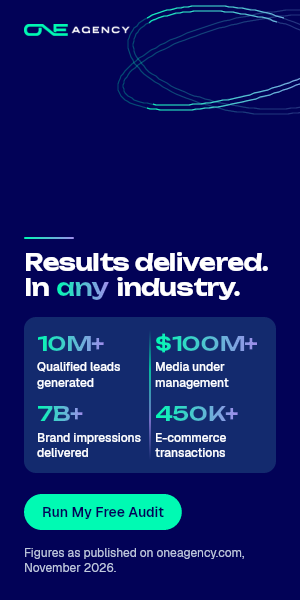 ONE AGENCY
Results delivered.
In any industry.
10M+
Qualified leads
generated
$100M+
Media under
management
7B+
Brand impressions
delivered
450K+
E-commerce
transactions
Run My Free Audit
Figures as published on oneagency.com,
November 2026.